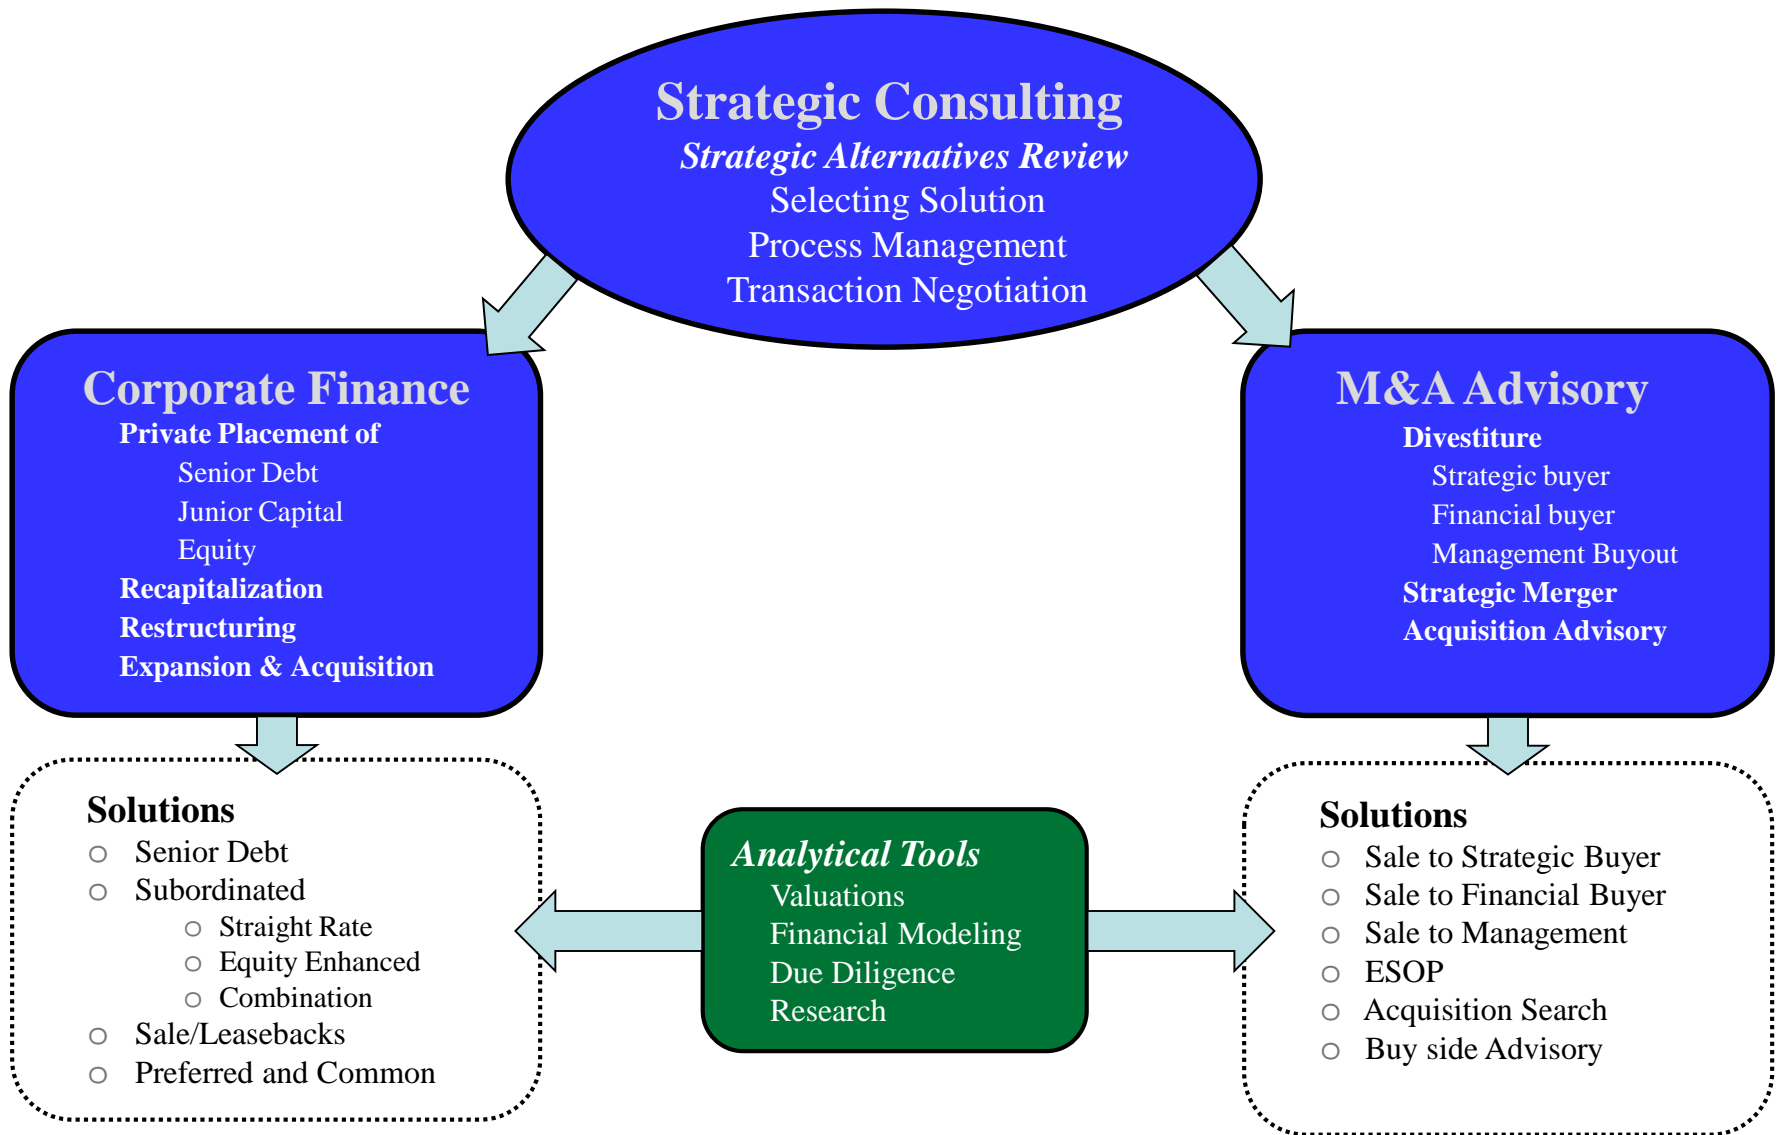 Strategic Consulting
Strategic Alternatives Review
Selecting Solution
Process Management
Transaction Negotiation
Corporate Finance
Private Placement of
Senior Debt
Junior Capital
Equity
Recapitalization
Restructuring
Expansion & Acquisition
M&A Advisory
Divestiture
Strategic buyer
Financial buyer
Management Buyout
Strategic Merger
Acquisition Advisory
Solutions
Senior Debt
Subordinated
Straight Rate
Equity Enhanced
Combination
Sale/Leasebacks
Preferred and Common
Analytical Tools
Valuations
Financial Modeling
Due Diligence
Research
Solutions
Sale to Strategic Buyer
Sale to Financial Buyer
Sale to Management
ESOP
Acquisition Search
Buy side Advisory